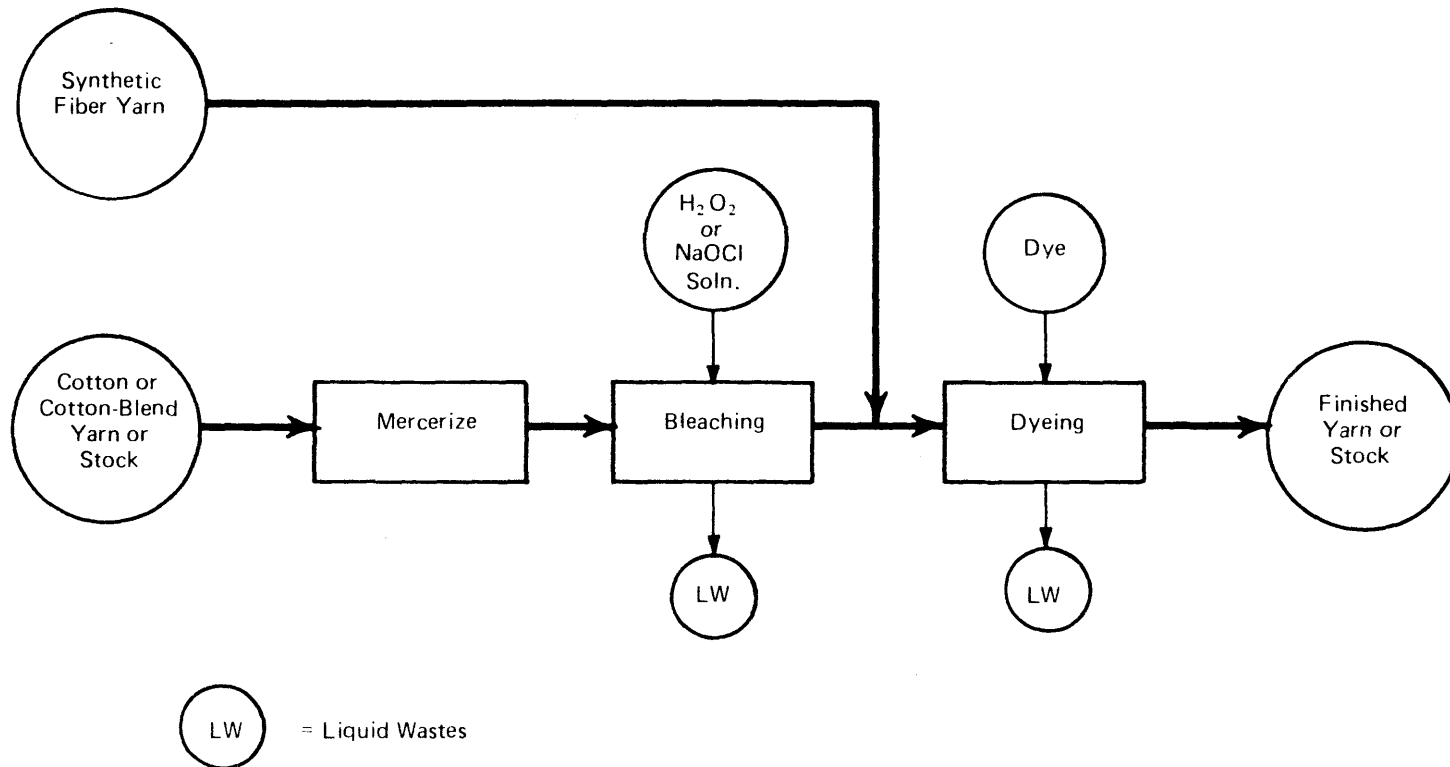 Synthetic
Fiber Yarn
H₂O₂
or
NaOCl
Soln.
Dye
Cotton or
Cotton-Blend
Yarn or
Stock
Mercerize
Bleaching
Dyeing
Finished
Yarn or
Stock
LW
LW
LW = Liquid Wastes